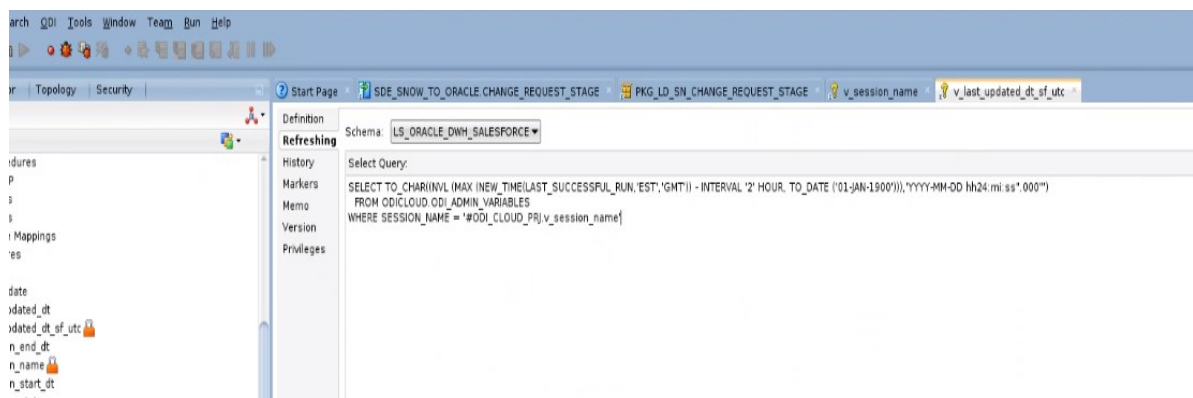 arch ODI Tools Window Team Run Help
or Topology Security
Start Page SDE_SNOW_TO_ORACLE.CHANGE_REQUEST_STAGE PKG_LD_SN_CHANGE_REQUEST_STAGE v_session_name v_last_updated_dt_sf_utc
Definition
Refreshing
History
Markers
Memo
Version
Privileges
Schema: LS_ORACLE_DWH_SALESFORCE
Select Query:
SELECT TO_CHAR((NVL (MAX (NEW_TIME(LAST_SUCCESSFUL_RUN,'EST','GMT')) - INTERVAL '2' HOUR, TO_DATE ('01-JAN-1900'))),'YYYY-MM-DD hh24:mi:ss".000"')
FROM ODICLOUD.ODI_ADMIN_VARIABLES
WHERE SESSION_NAME = '#ODI_CLOUD_PRJ.v_session_name'
edures
P
s
s
Mappings
res
date
pdated_dt
pdated_dt_sf_utc
n_end_dt
n_name
n_start_dt